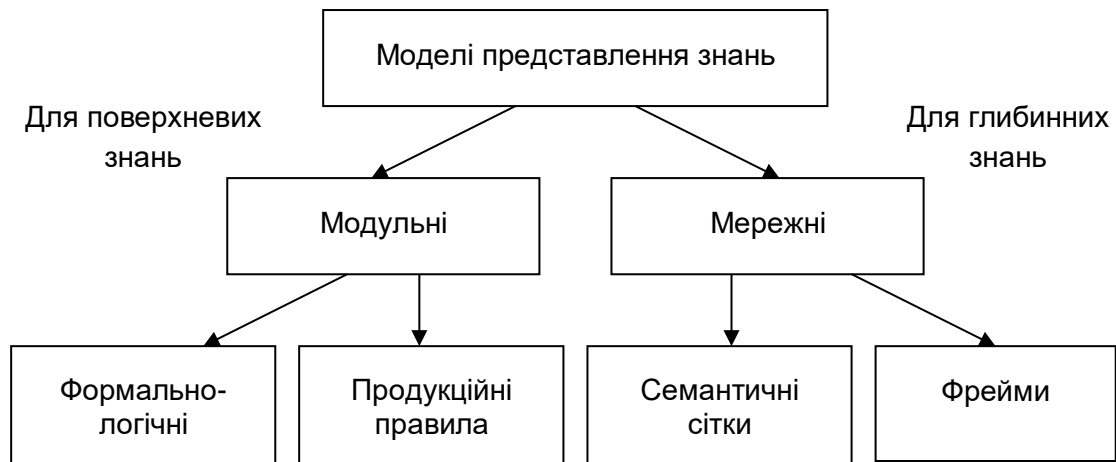 Моделі представлення знань
Для поверхневих
знань
Для глибинних
знань
Модульні
Мережні
Формально-
логічні
Продукційні
правила
Семантичні
сітки
Фрейми